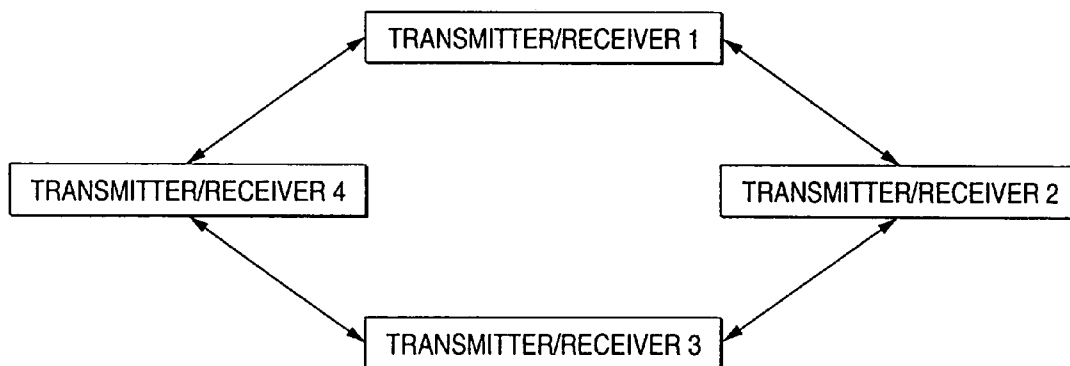 TRANSMITTER/RECEIVER 1
TRANSMITTER/RECEIVER 4
TRANSMITTER/RECEIVER 2
TRANSMITTER/RECEIVER 3